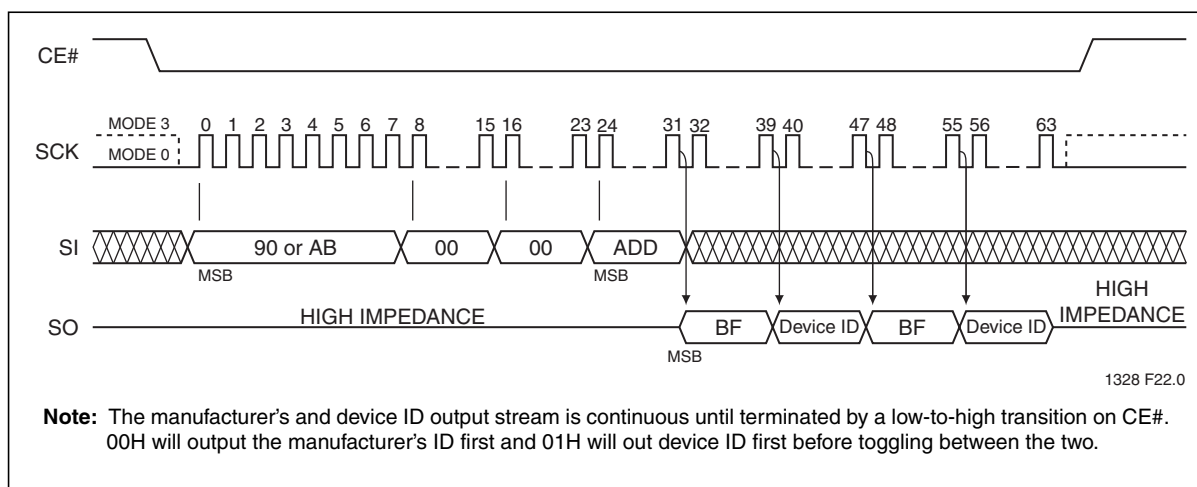 CE#
MODE 3
0 1 2 3 4 5 6 7 8 15 16 23 24 31 32 39 40 47 48 55 56 63
SCK
MODE 0
SI 90 or AB 00 00 ADD
MSB MSB
HIGH IMPEDANCE
HIGH IMPEDANCE
SO BF Device ID BF Device ID
MSB
1328 F22.0
Note: The manufacturer's and device ID output stream is continuous until terminated by a low-to-high transition on CE#.
00H will output the manufacturer's ID first and 01H will out device ID first before toggling between the two.